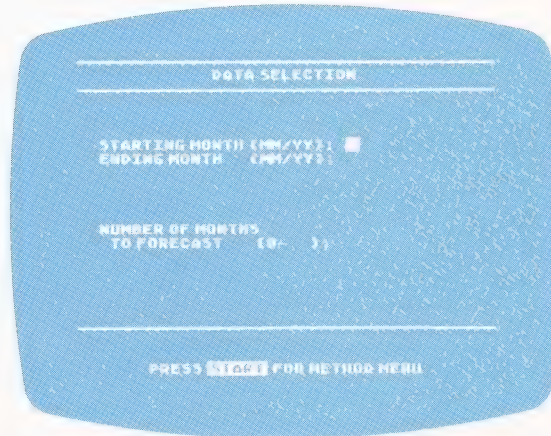 DATA SELECTION
STARTING MONTH (MM/YY):
ENDING MONTH (MM/YY):
NUMBER OF MONTHS
TO FORECAST (0- ):
PRESS START FOR METHOD MENU